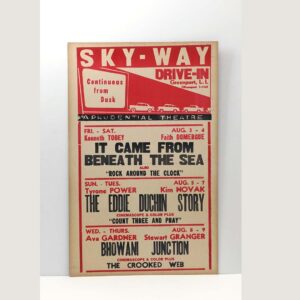 SKY-WAY
DRIVE-IN
Greenport, L. I.
Continuous
from
Dusk
A PRUDENTIAL THEATRE
FRI. - SAT. AUG. 3 - 4
Kenneth TOBEY Faith DOMERGUE
IT CAME FROM
BENEATH THE SEA
ALSO
"ROCK AROUND THE CLOCK"
SUN. - TUES. AUG. 5 - 7
Tyrone POWER Kim NOVAK
THE EDDIE DUCHIN STORY
CINEMASCOPE & COLOR PLUS
"COUNT THREE AND PRAY"
WED. - THURS. AUG. 8 - 9
Ava GARDNER Stewart GRANGER
BHOWANI JUNCTION
CINEMASCOPE & COLOR PLUS
THE CROOKED WEB